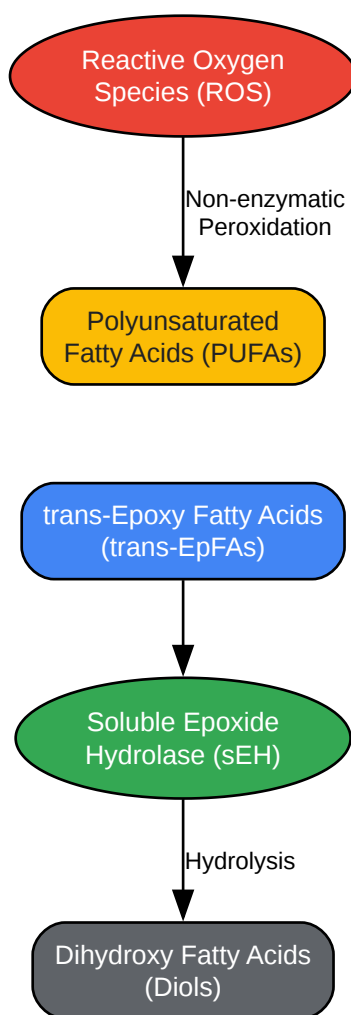 Reactive Oxygen
Species (ROS)
Non-enzymatic
Peroxidation
Polyunsaturated
Fatty Acids (PUFAs)
trans-Epoxy Fatty Acids
(trans-EpFAs)
Soluble Epoxide
Hydrolase (sEH)
Hydrolysis
Dihydroxy Fatty Acids
(Diols)